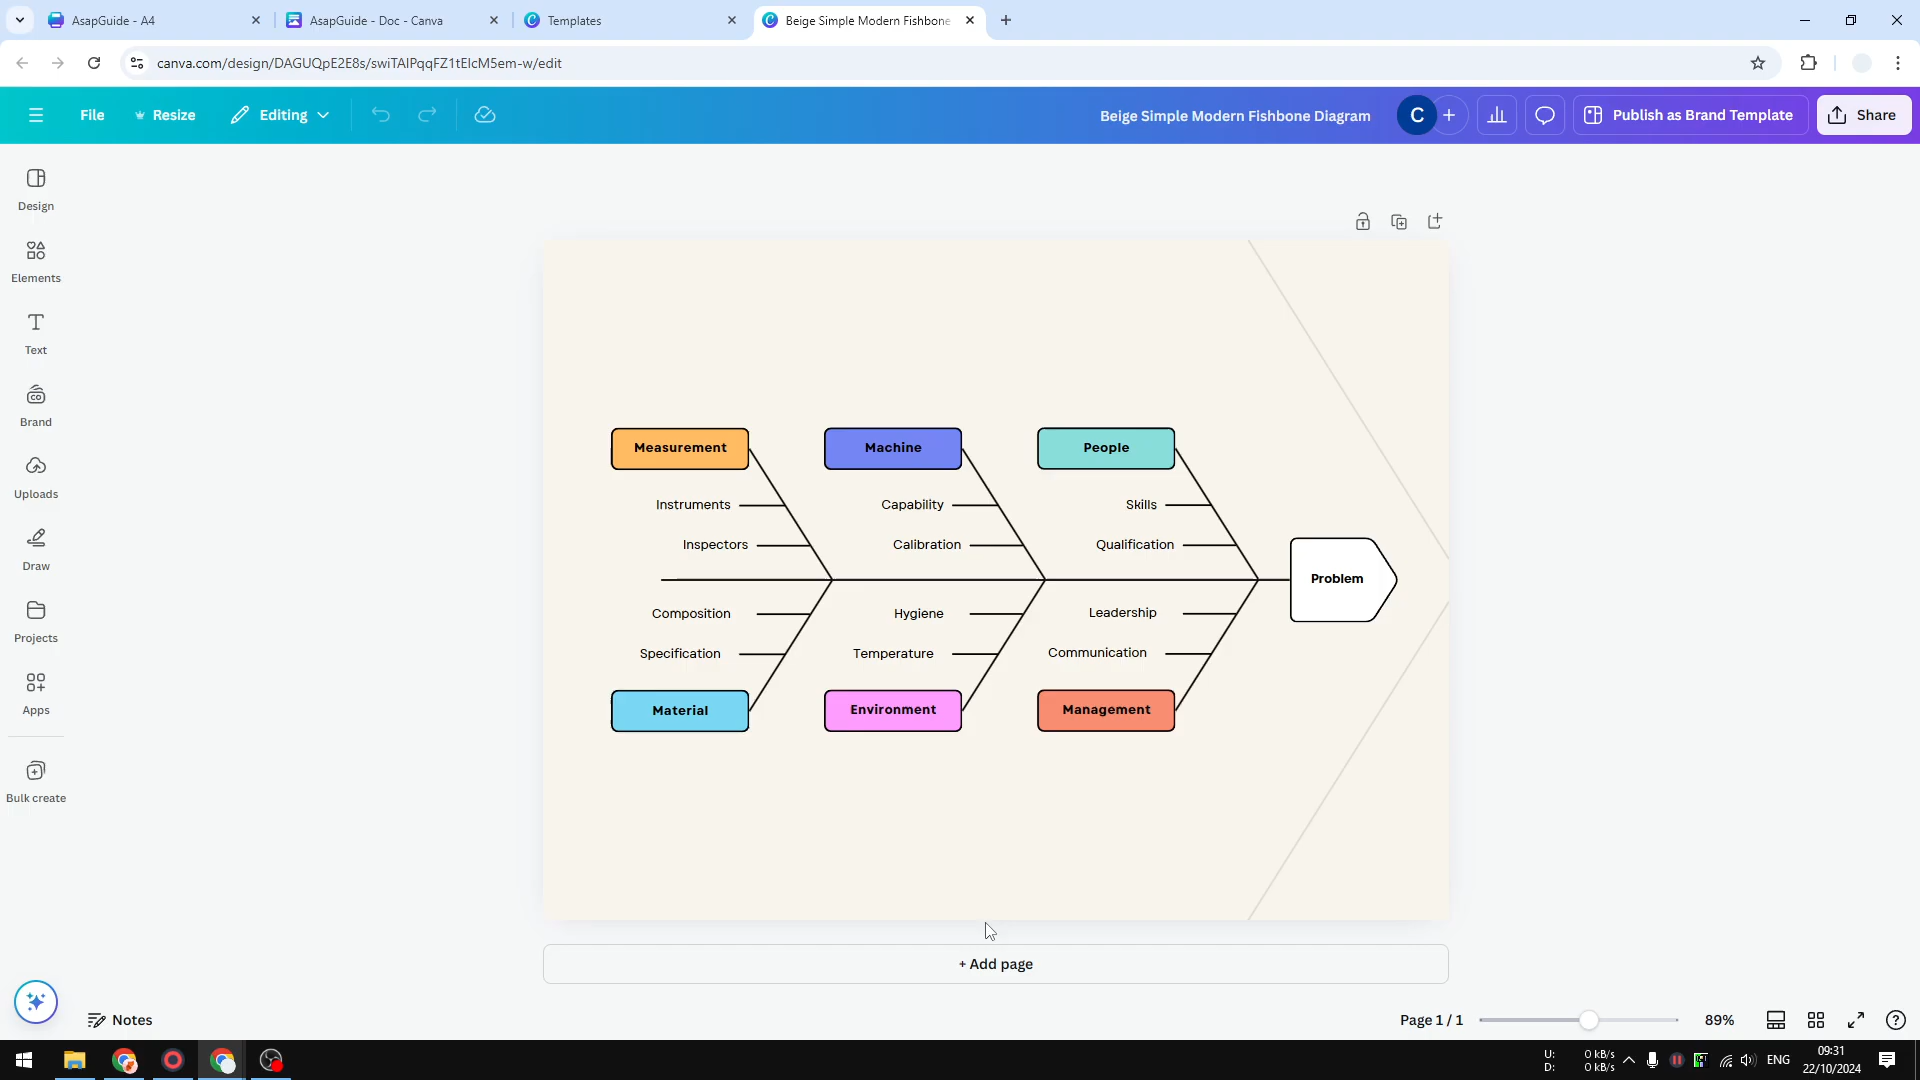 AsapGuide - A4
AsapGuide - Doc - Canva
Templates
Beige Simple Modern Fishbone
canva.com/design/DAGUQpE2E8s/swiTAlPqqFZ1tElcM5em-w/edit
File
Resize
Editing
Beige Simple Modern Fishbone Diagram
C
Publish as Brand Template
Share
Design
Elements
Text
Brand
Uploads
Draw
Projects
Apps
Bulk create
Measurement
Machine
People
Instruments
Capability
Skills
Inspectors
Calibration
Qualification
Problem
Composition
Hygiene
Leadership
Specification
Temperature
Communication
Material
Environment
Management
+ Add page
Notes
Page 1 / 1
89%
U: 0 kB/s
D: 0 kB/s
ENG
09:31
22/10/2024